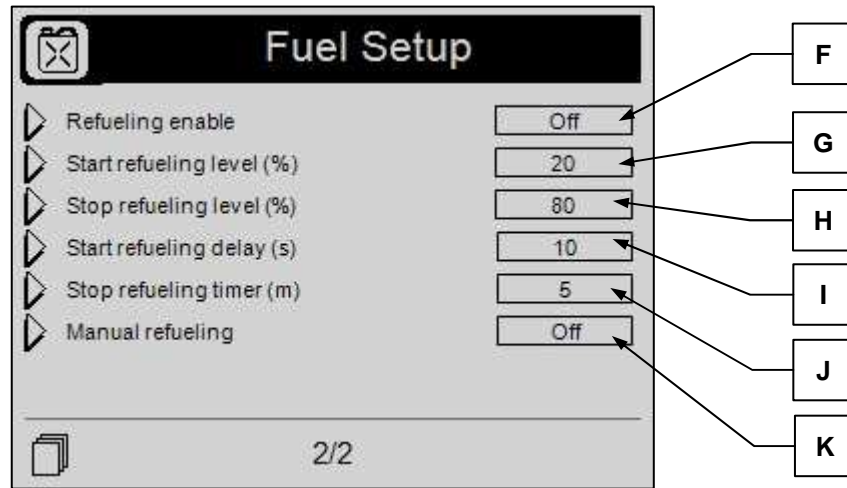 Fuel Setup
F
Refueling enable Off
G
Start refueling level (%) 20
Stop refueling level (%) 80
H
Start refueling delay (s) 10
I
Stop refueling timer (m) 5
Manual refueling Off
J
2/2
K